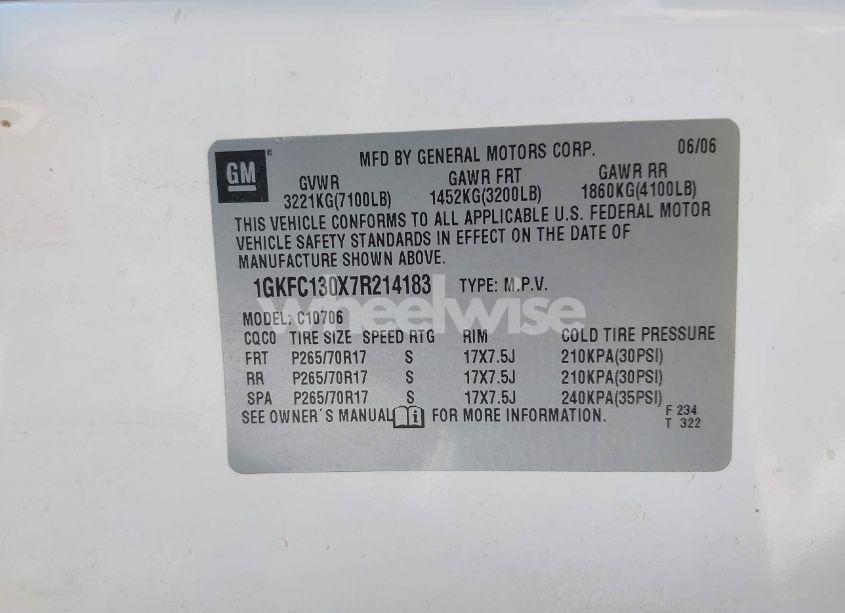 GM
MFD BY GENERAL MOTORS CORP. 06/06
GVWR GAWR FRT GAWR RR
3221KG(7100LB) 1452KG(3200LB) 1860KG(4100LB)
THIS VEHICLE CONFORMS TO ALL APPLICABLE U.S. FEDERAL MOTOR
VEHICLE SAFETY STANDARDS IN EFFECT ON THE DATE OF
MANUFACTURE SHOWN ABOVE.
1GKFC130X7R214183 TYPE: M.P.V.
wheelwise
MODEL: C10706
CQCO TIRE SIZE SPEED RTG RIM COLD TIRE PRESSURE
FRT P265/70R17 S 17X7.5J 210KPA(30PSI)
RR P265/70R17 S 17X7.5J 210KPA(30PSI)
SPA P265/70R17 S 17X7.5J 240KPA(35PSI)
SEE OWNER'S MANUAL i FOR MORE INFORMATION. F 234
T 322